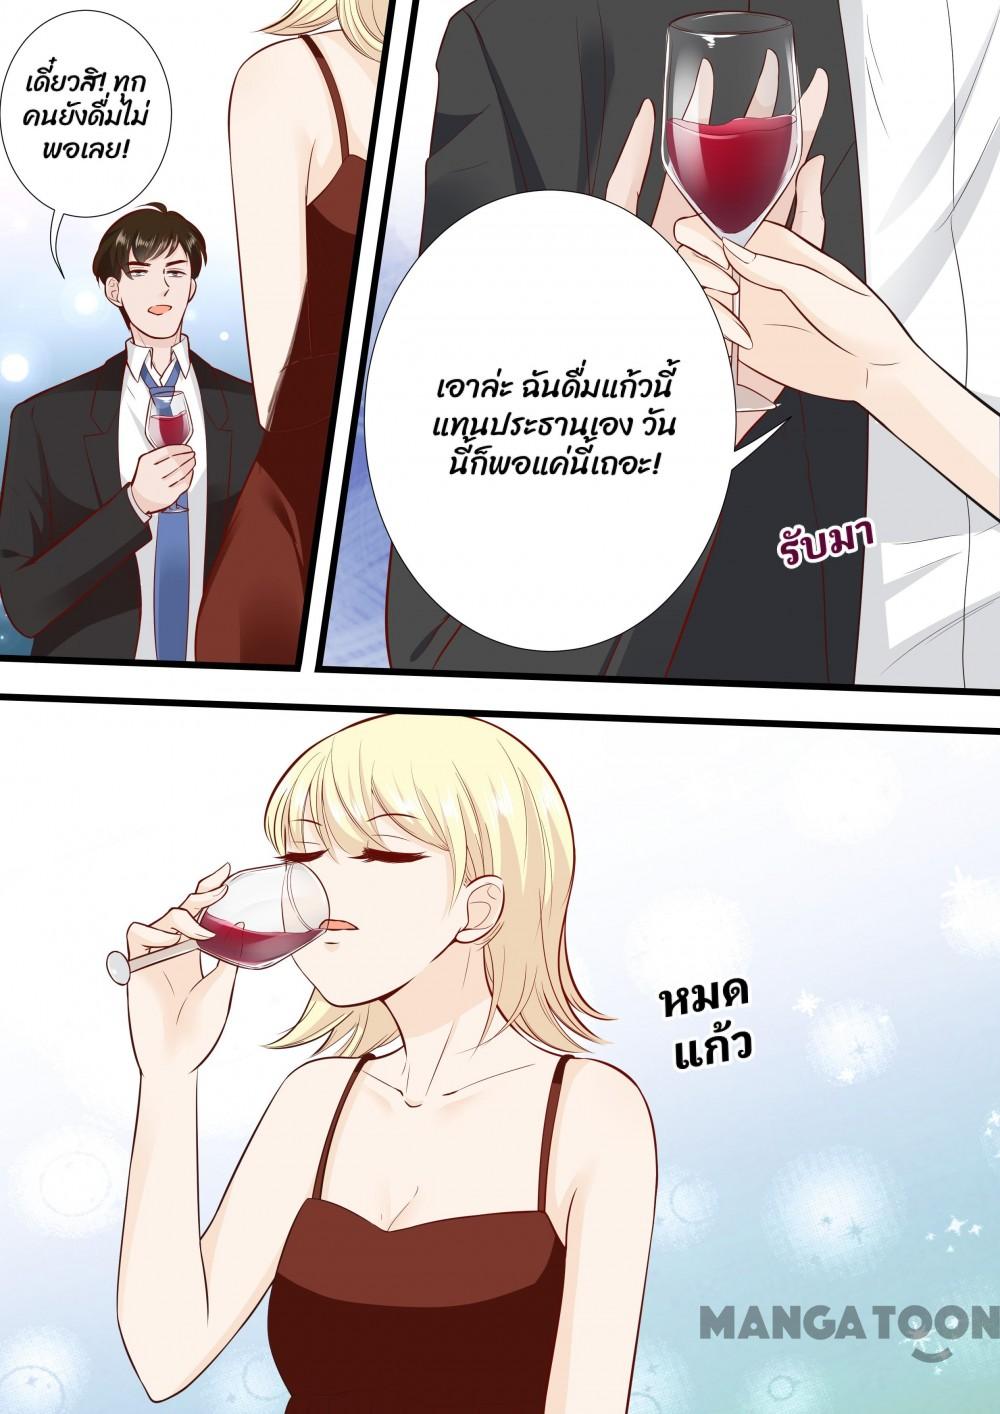 เดี๋ยวสิ! ทุก
คนยังดื่มไม่
พอเลย!
เอาล่ะ ฉันดื่มแก้วนี้
แทนประธานเอง วัน
นี้ก็พอแค่นี้เถอะ!
รับมา
หมด
แก้ว
MANGATOON